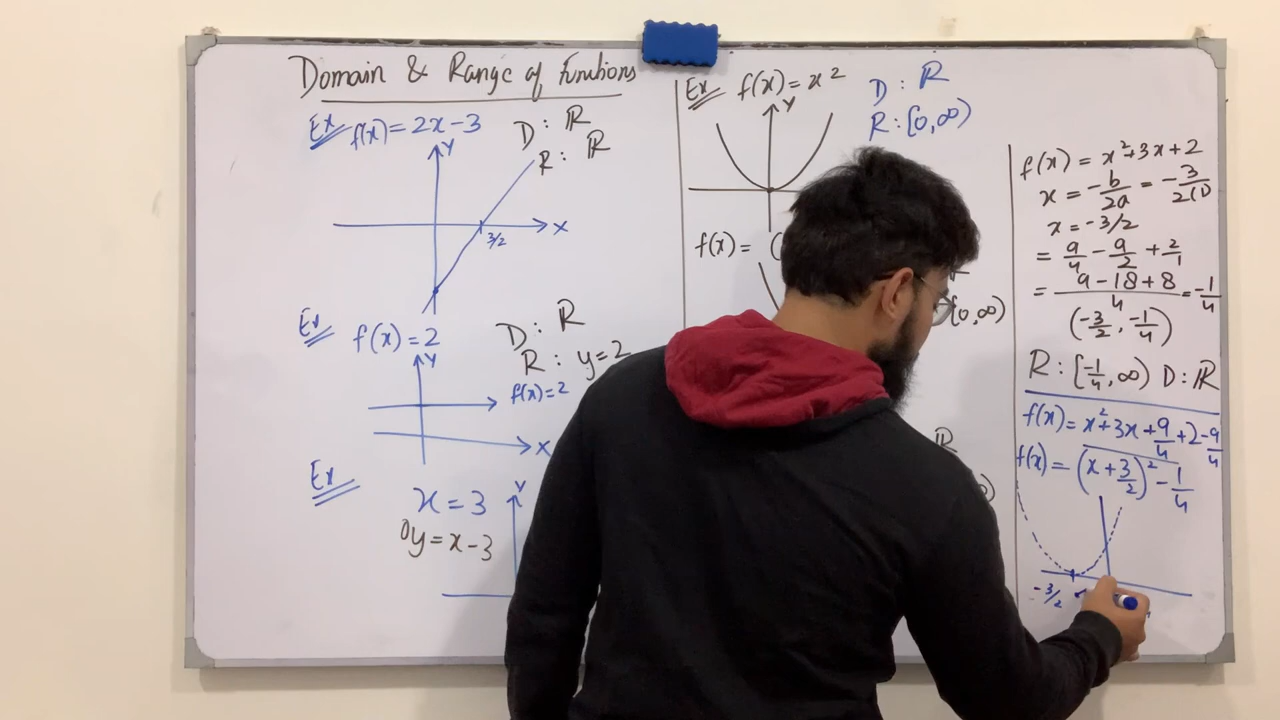 Domain & Range of Functions
Ex f(x) = 2x-3
D: ℝ
R: ℝ
Y
X
3/2
Ex f(x) = 2
D: ℝ
R: y=2
Y
f(x)=2
X
Ex
x = 3
0y = x-3
Y
Ex f(x) = x²
D: ℝ
R: [0,∞)
Y
f(x) = (
[0,∞)
ℝ
f(x) = x²+3x+2
x = -b/2a = -3/2(1)
x = -3/2
= 9/4 - 9/2 + 2/1
= 9-18+8/4 = -1/4
(-3/2, -1/4)
R: [-1/4, ∞) D: ℝ
f(x) = x²+3x+9/4+2-9/4
f(x) = (x+3/2)² - 1/4
-3/2